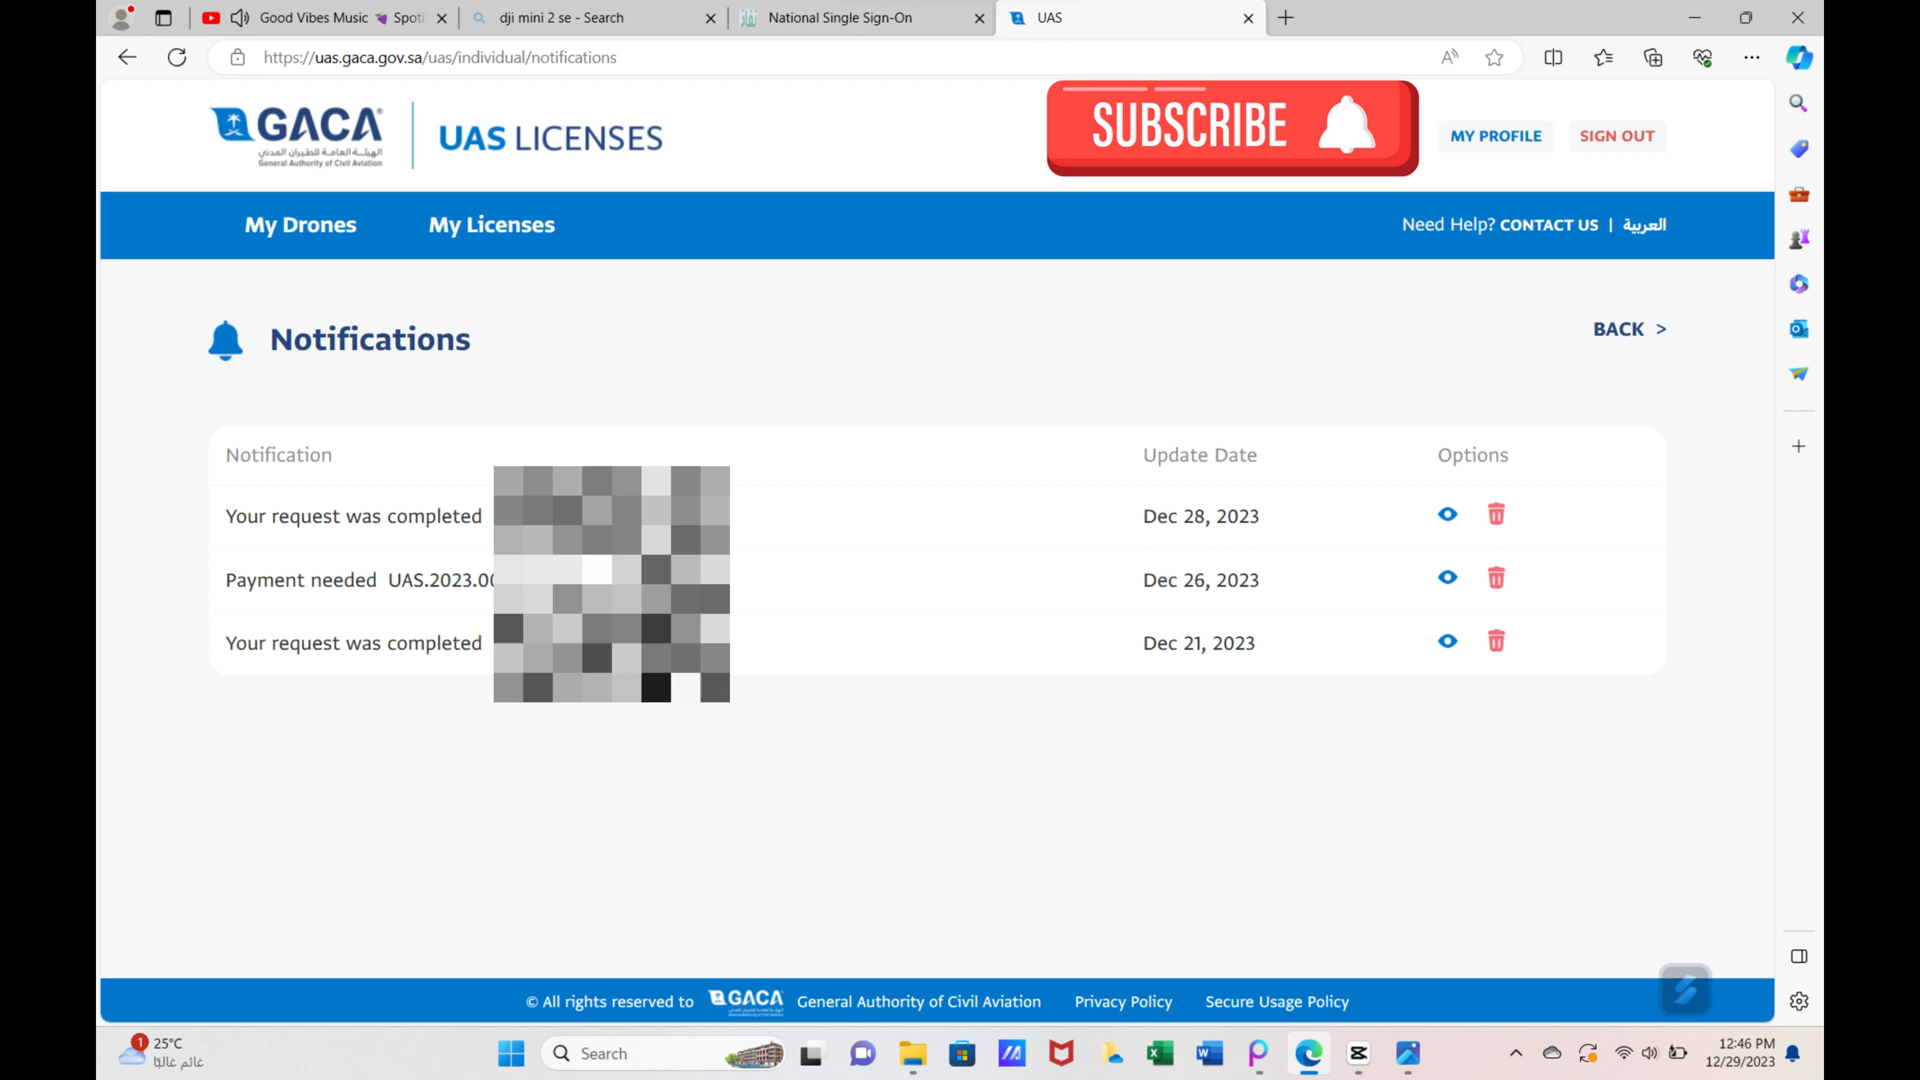 Good Vibes Music Spoti
dji mini 2 se - Search
National Single Sign-On
UAS
https://uas.gaca.gov.sa/uas/individual/notifications
GACA
الهيئة العامة للطيران المدني
General Authority of Civil Aviation
UAS LICENSES
SUBSCRIBE
MY PROFILE
SIGN OUT
My Drones
My Licenses
Need Help? CONTACT US | العربية
Notifications
BACK >
Notification
Update Date
Options
Your request was completed
Dec 28, 2023
Payment needed UAS.2023.00
Dec 26, 2023
Your request was completed
Dec 21, 2023
© All rights reserved to GACA General Authority of Civil Aviation
Privacy Policy
Secure Usage Policy
1
25°C
غائم غالبًا
Search
12:46 PM
12/29/2023